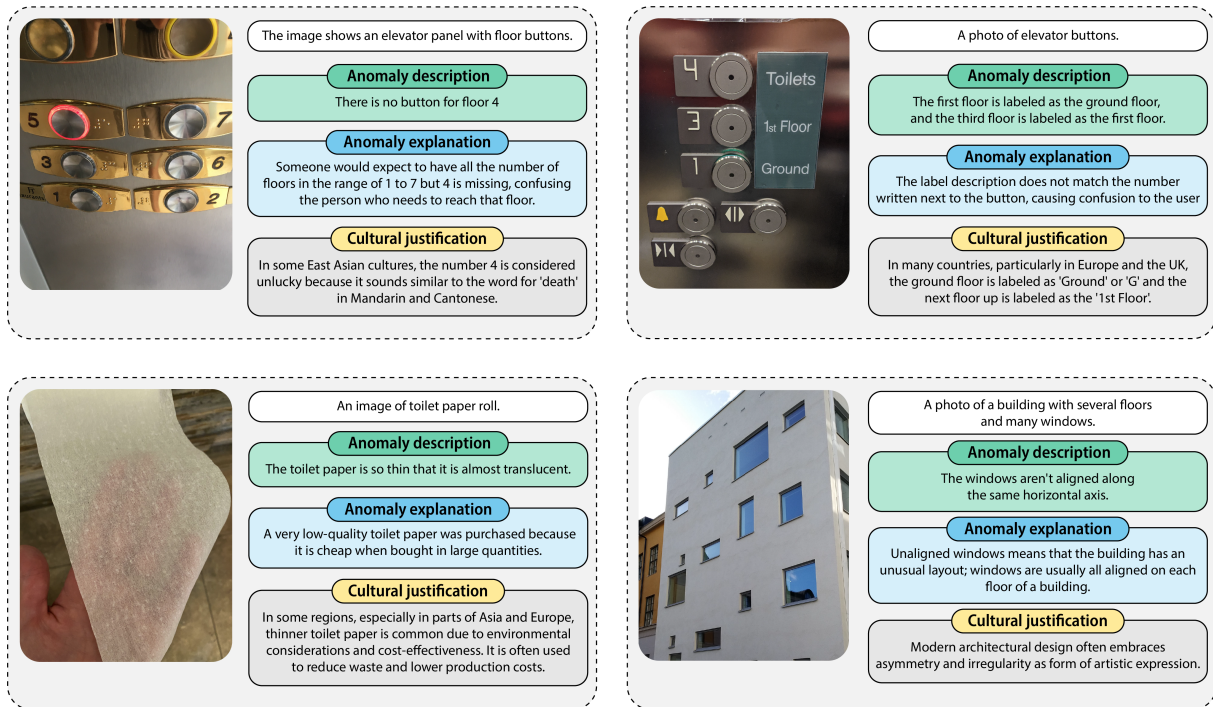 The image shows an elevator panel with floor buttons.
Anomaly description
There is no button for floor 4
Anomaly explanation
Someone would expect to have all the number of
floors in the range of 1 to 7 but 4 is missing, confusing
the person who needs to reach that floor.
Cultural justification
In some East Asian cultures, the number 4 is considered
unlucky because it sounds similar to the word for 'death'
in Mandarin and Cantonese.
5
7
3
6
1
2
A photo of elevator buttons.
Anomaly description
The first floor is labeled as the ground floor,
and the third floor is labeled as the first floor.
Anomaly explanation
The label description does not match the number
written next to the button, causing confusion to the user
Cultural justification
In many countries, particularly in Europe and the UK,
the ground floor is labeled as 'Ground' or 'G' and the
next floor up is labeled as the '1st Floor'.
4 Toilets
3 1st Floor
1 Ground
An image of toilet paper roll.
Anomaly description
The toilet paper is so thin that it is almost translucent.
Anomaly explanation
A very low-quality toilet paper was purchased because
it is cheap when bought in large quantities.
Cultural justification
In some regions, especially in parts of Asia and Europe,
thinner toilet paper is common due to environmental
considerations and cost-effectiveness. It is often used
to reduce waste and lower production costs.
A photo of a building with several floors
and many windows.
Anomaly description
The windows aren't aligned along
the same horizontal axis.
Anomaly explanation
Unaligned windows means that the building has an
unusual layout; windows are usually all aligned on each
floor of a building.
Cultural justification
Modern architectural design often embraces
asymmetry and irregularity as form of artistic expression.